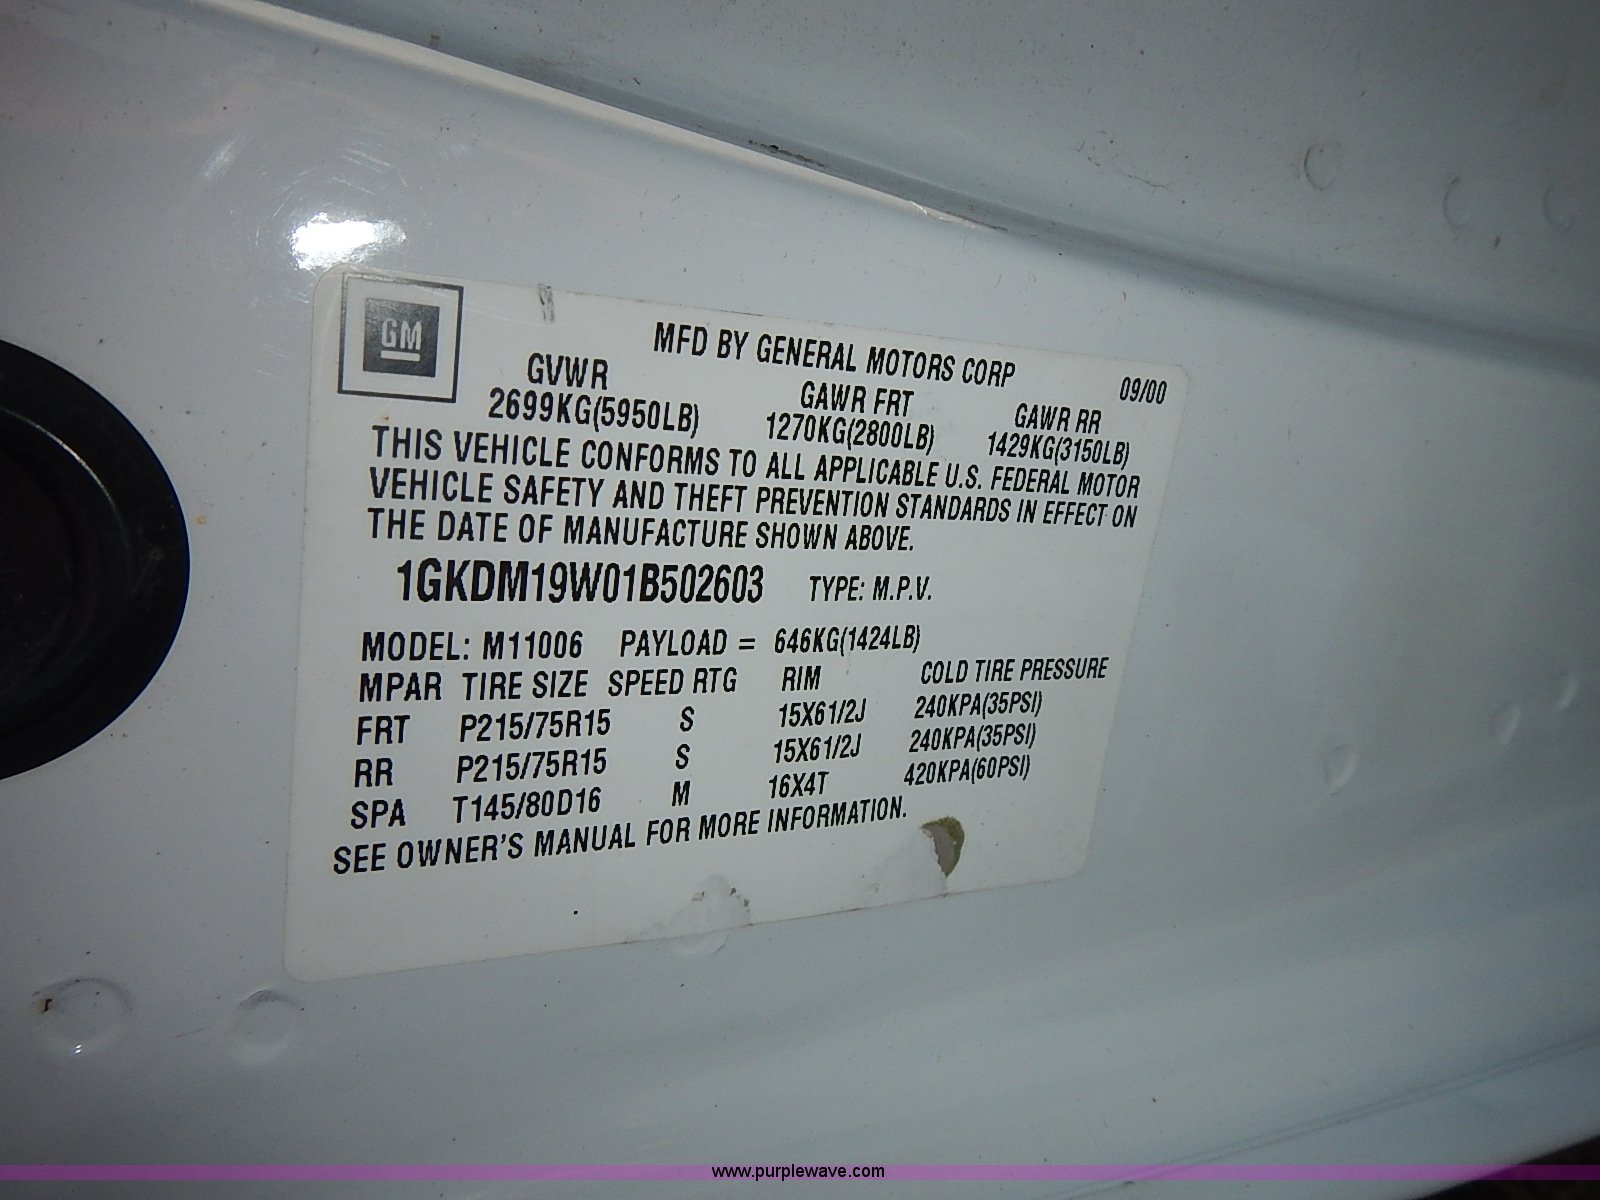 GM
MFD BY GENERAL MOTORS CORP 09/00
GVWR GAWR FRT GAWR RR
2699KG(5950LB) 1270KG(2800LB) 1429KG(3150LB)
THIS VEHICLE CONFORMS TO ALL APPLICABLE U.S. FEDERAL MOTOR
VEHICLE SAFETY AND THEFT PREVENTION STANDARDS IN EFFECT ON
THE DATE OF MANUFACTURE SHOWN ABOVE.
1GKDM19W01B502603 TYPE: M.P.V.
MODEL: M11006 PAYLOAD = 646KG(1424LB)
MPAR TIRE SIZE SPEED RTG RIM COLD TIRE PRESSURE
FRT P215/75R15 S 15X61/2J 240KPA(35PSI)
RR P215/75R15 S 15X61/2J 240KPA(35PSI)
SPA T145/80D16 M 16X4T 420KPA(60PSI)
SEE OWNER'S MANUAL FOR MORE INFORMATION.
www.purplewave.com